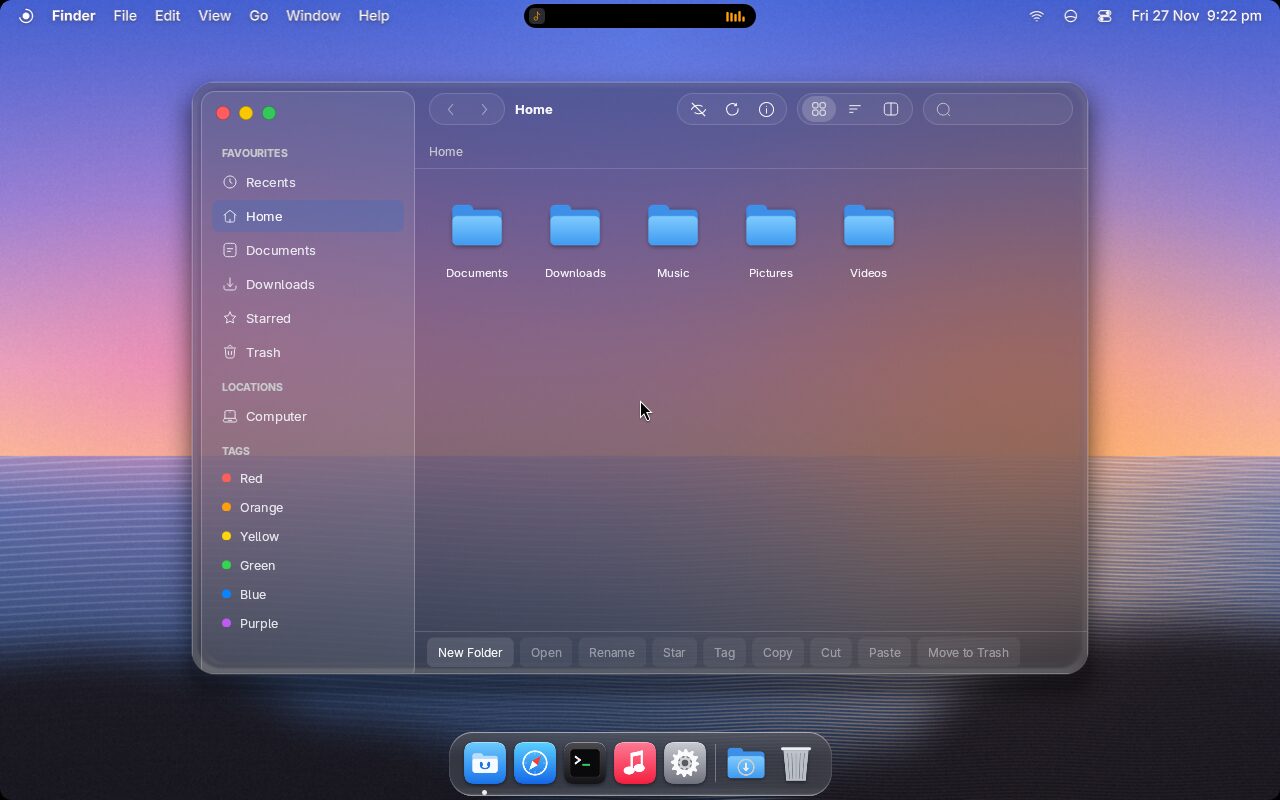 Finder File Edit View Go Window Help
Fri 27 Nov 9:22 pm
Home
Home
FAVOURITES
Recents
Home
Documents
Downloads
Starred
Trash
LOCATIONS
Computer
TAGS
Red
Orange
Yellow
Green
Blue
Purple
Documents Downloads Music Pictures Videos
New Folder Open Rename Star Tag Copy Cut Paste Move to Trash